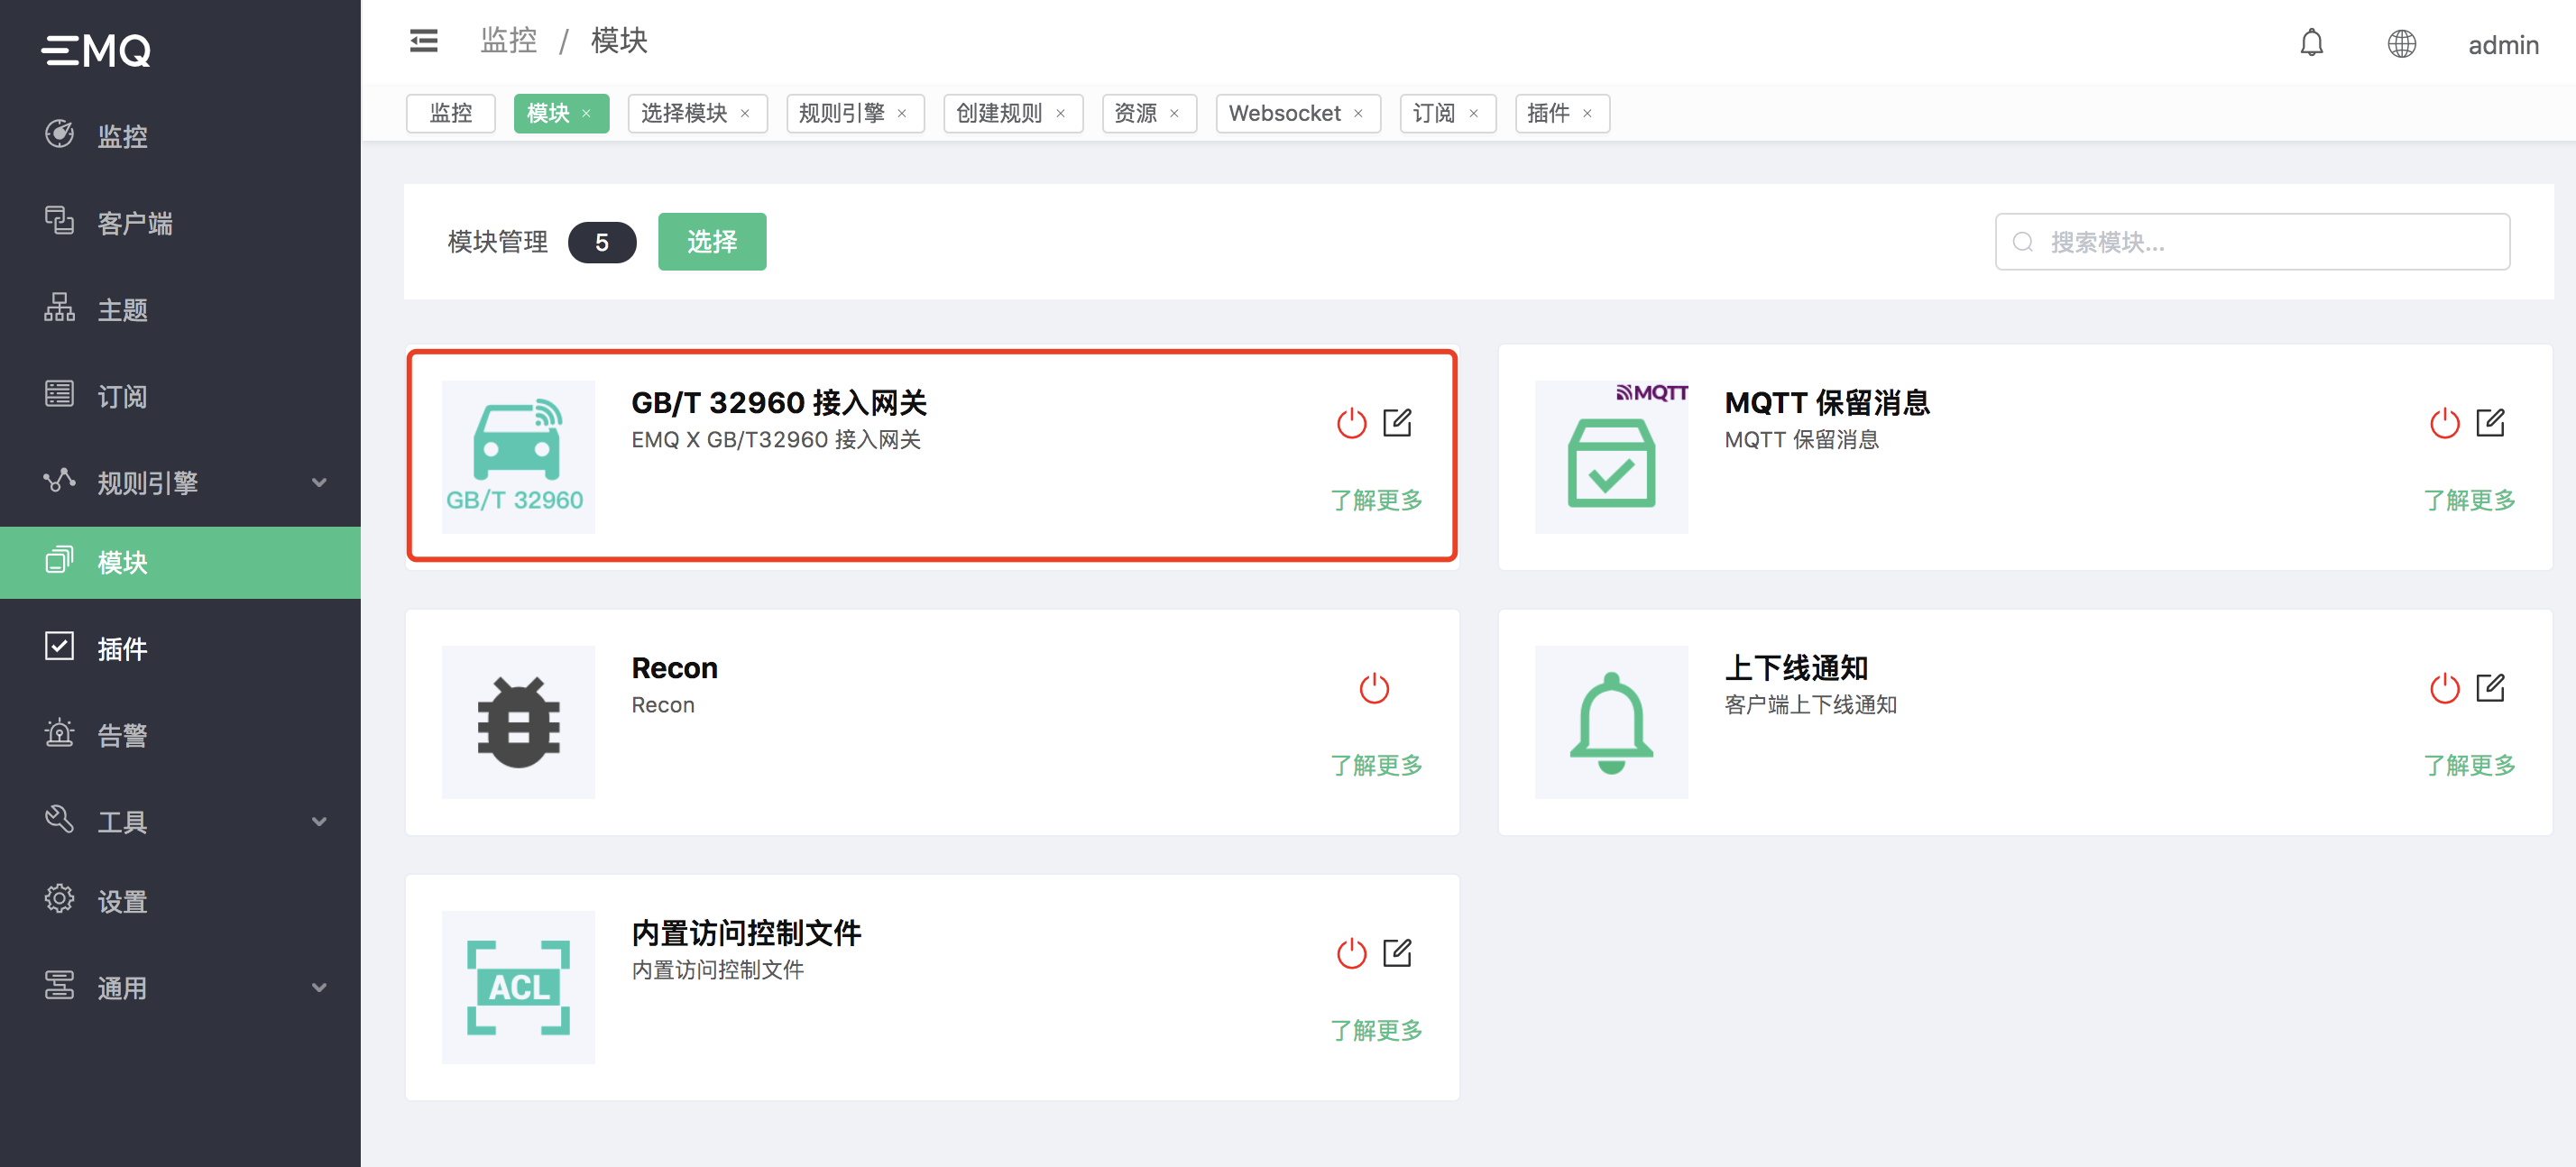 EMQ
监控
客户端
主题
订阅
规则引擎
模块
插件
告警
工具
设置
通用
监控 / 模块
admin
监控 模块 × 选择模块 × 规则引擎 × 创建规则 × 资源 × Websocket × 订阅 × 插件 ×
模块管理 5 选择
搜索模块...
GB/T 32960
GB/T 32960 接入网关
EMQ X GB/T32960 接入网关
了解更多
MQTT
MQTT 保留消息
MQTT 保留消息
了解更多
Recon
Recon
了解更多
上下线通知
客户端上下线通知
了解更多
ACL
内置访问控制文件
内置访问控制文件
了解更多